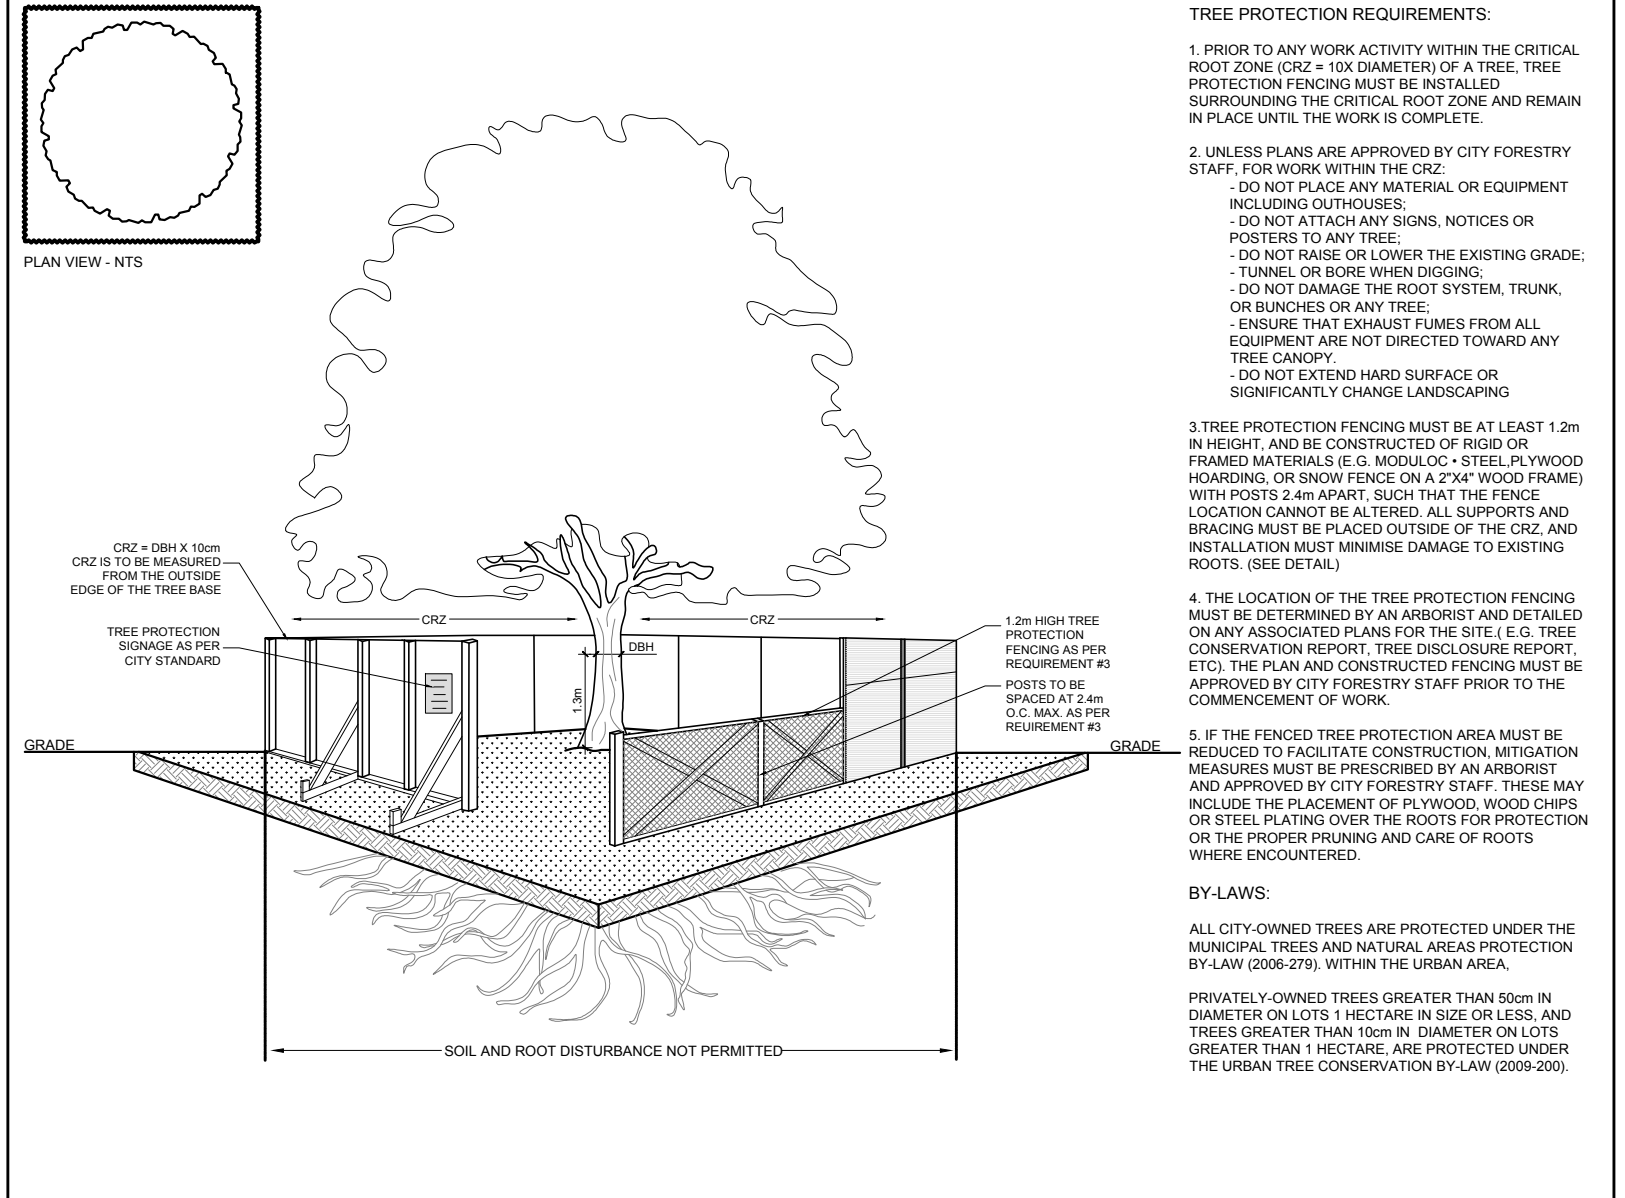 PLAN VIEW - NTS
CRZ = DBH X 10cm
CRZ IS TO BE MEASURED
FROM THE OUTSIDE
EDGE OF THE TREE BASE
TREE PROTECTION
SIGNAGE AS PER
CITY STANDARD
CRZ
CRZ
DBH
1.3m
1.2m HIGH TREE
PROTECTION
FENCING AS PER
REQUIREMENT #3
POSTS TO BE
SPACED AT 2.4m
O.C. MAX. AS PER
REUIREMENT #3
GRADE
GRADE
SOIL AND ROOT DISTURBANCE NOT PERMITTED
TREE PROTECTION REQUIREMENTS:
1. PRIOR TO ANY WORK ACTIVITY WITHIN THE CRITICAL
ROOT ZONE (CRZ = 10X DIAMETER) OF A TREE, TREE
PROTECTION FENCING MUST BE INSTALLED
SURROUNDING THE CRITICAL ROOT ZONE AND REMAIN
IN PLACE UNTIL THE WORK IS COMPLETE.
2. UNLESS PLANS ARE APPROVED BY CITY FORESTRY
STAFF, FOR WORK WITHIN THE CRZ:
- DO NOT PLACE ANY MATERIAL OR EQUIPMENT
INCLUDING OUTHOUSES;
- DO NOT ATTACH ANY SIGNS, NOTICES OR
POSTERS TO ANY TREE;
- DO NOT RAISE OR LOWER THE EXISTING GRADE;
- TUNNEL OR BORE WHEN DIGGING;
- DO NOT DAMAGE THE ROOT SYSTEM, TRUNK,
OR BUNCHES OR ANY TREE;
- ENSURE THAT EXHAUST FUMES FROM ALL
EQUIPMENT ARE NOT DIRECTED TOWARD ANY
TREE CANOPY.
- DO NOT EXTEND HARD SURFACE OR
SIGNIFICANTLY CHANGE LANDSCAPING
3.TREE PROTECTION FENCING MUST BE AT LEAST 1.2m
IN HEIGHT, AND BE CONSTRUCTED OF RIGID OR
FRAMED MATERIALS (E.G. MODULOC • STEEL,PLYWOOD
HOARDING, OR SNOW FENCE ON A 2"X4" WOOD FRAME)
WITH POSTS 2.4m APART, SUCH THAT THE FENCE
LOCATION CANNOT BE ALTERED. ALL SUPPORTS AND
BRACING MUST BE PLACED OUTSIDE OF THE CRZ, AND
INSTALLATION MUST MINIMISE DAMAGE TO EXISTING
ROOTS. (SEE DETAIL)
4. THE LOCATION OF THE TREE PROTECTION FENCING
MUST BE DETERMINED BY AN ARBORIST AND DETAILED
ON ANY ASSOCIATED PLANS FOR THE SITE.( E.G. TREE
CONSERVATION REPORT, TREE DISCLOSURE REPORT,
ETC). THE PLAN AND CONSTRUCTED FENCING MUST BE
APPROVED BY CITY FORESTRY STAFF PRIOR TO THE
COMMENCEMENT OF WORK.
5. IF THE FENCED TREE PROTECTION AREA MUST BE
REDUCED TO FACILITATE CONSTRUCTION, MITIGATION
MEASURES MUST BE PRESCRIBED BY AN ARBORIST
AND APPROVED BY CITY FORESTRY STAFF. THESE MAY
INCLUDE THE PLACEMENT OF PLYWOOD, WOOD CHIPS
OR STEEL PLATING OVER THE ROOTS FOR PROTECTION
OR THE PROPER PRUNING AND CARE OF ROOTS
WHERE ENCOUNTERED.
BY-LAWS:
ALL CITY-OWNED TREES ARE PROTECTED UNDER THE
MUNICIPAL TREES AND NATURAL AREAS PROTECTION
BY-LAW (2006-279). WITHIN THE URBAN AREA,
PRIVATELY-OWNED TREES GREATER THAN 50cm IN
DIAMETER ON LOTS 1 HECTARE IN SIZE OR LESS, AND
TREES GREATER THAN 10cm IN DIAMETER ON LOTS
GREATER THAN 1 HECTARE, ARE PROTECTED UNDER
THE URBAN TREE CONSERVATION BY-LAW (2009-200).